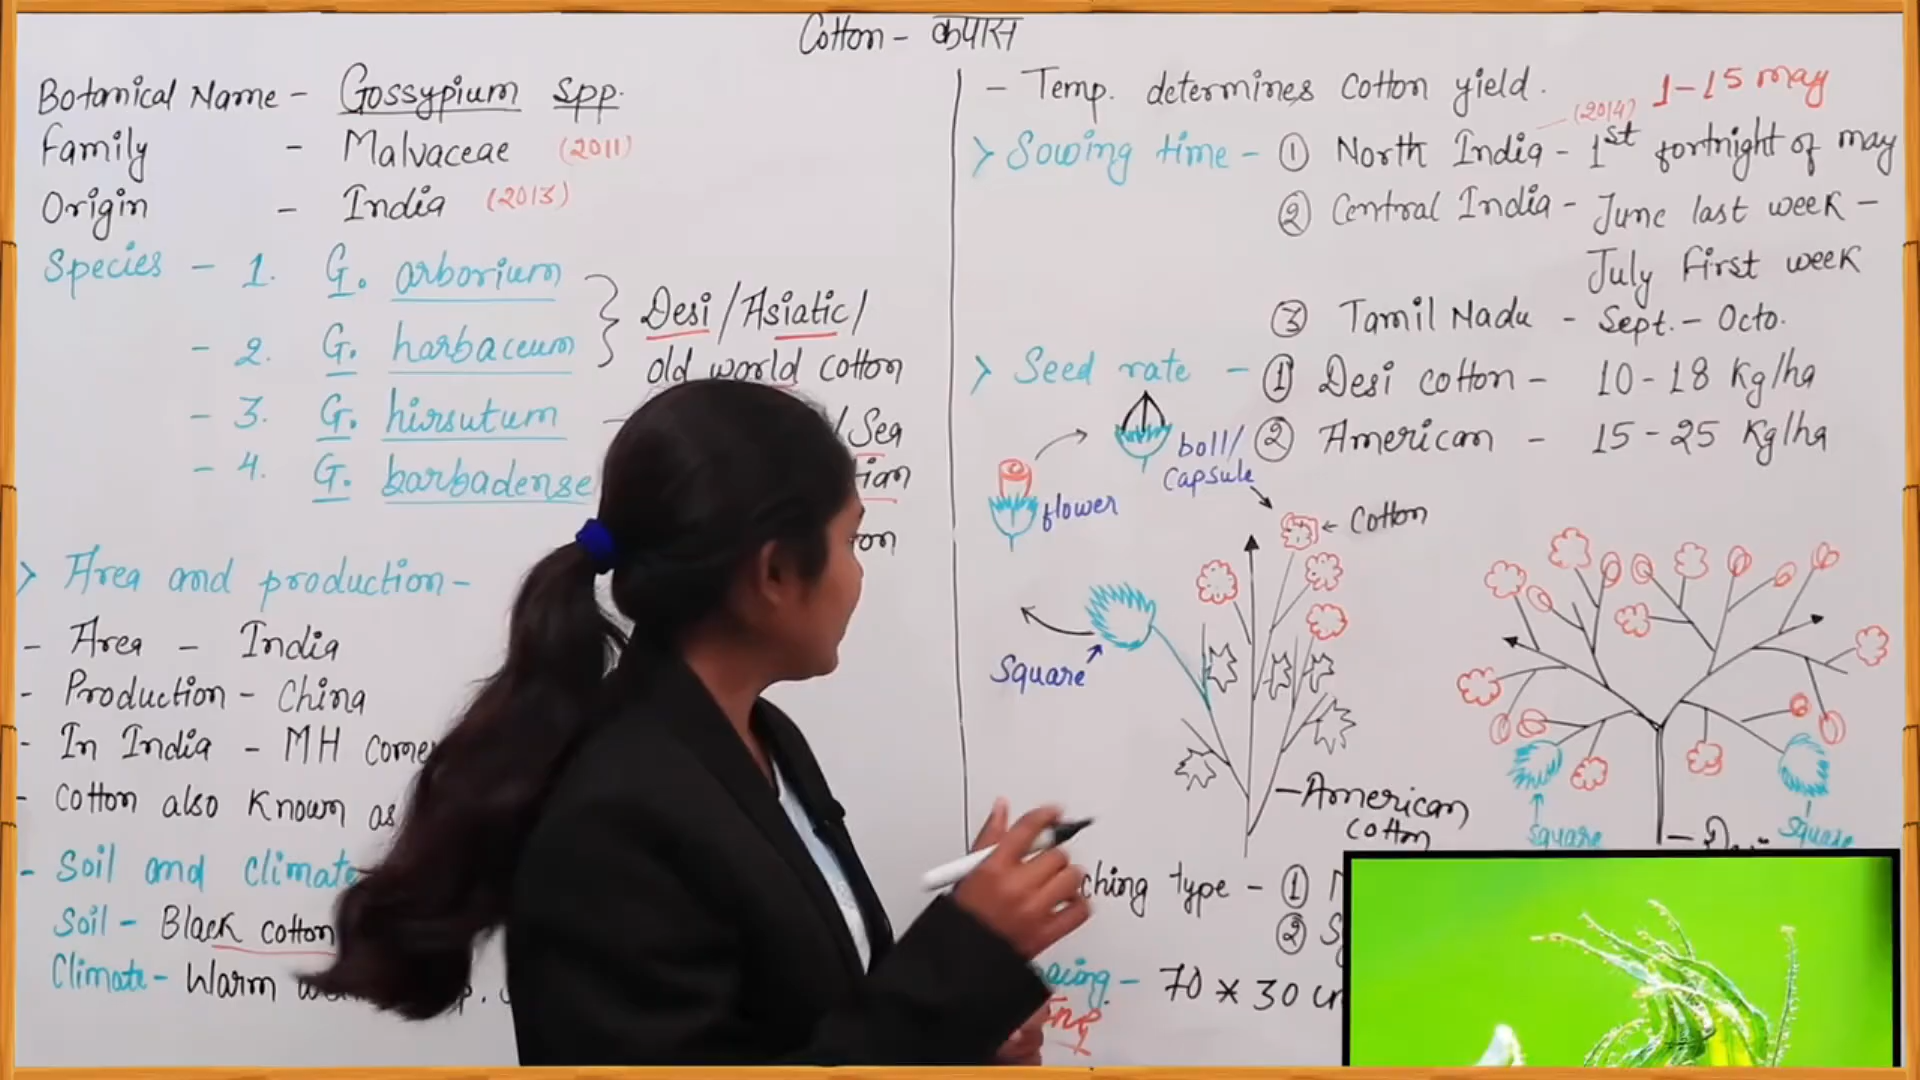 Cotton - कपास
Botanical Name - Gossypium spp.
Family - Malvaceae (2011)
Origin - India (2013)
Species - 1. G. arborium
- 2. G. harbaceum
Desi/Asiatic/
old world cotton
- 3. G. hirsutum
/Sea
- 4. G. barbadense
> Area and production -
- Area - India
- Production - China
- In India - MH
- Cotton also known as
- Soil and climate
Soil - Black cotton
Climate - Warm
- Temp. determines cotton yield.
1-15 may
(2014)
> Sowing time - ① North India - 1st fortnight of may
② Central India - June last week -
July first week
③ Tamil Nadu - Sept. - Octo.
> Seed rate - ① Desi cotton - 10-18 Kg/ha
② American - 15-25 Kg/ha
boll/
capsule
flower
← Cotton
Square
- American
cotton
square
square
type - ①
②
- 70 * 30